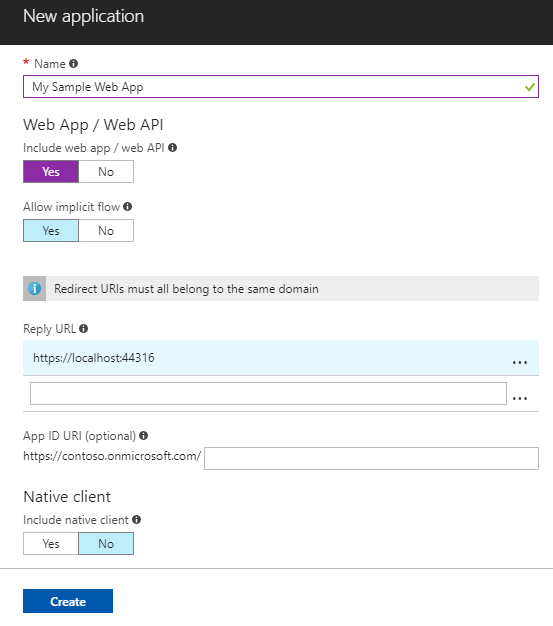 New application
* Name
My Sample Web App
Web App / Web API
Include web app / web API
Yes No
Allow implicit flow
Yes No
Redirect URIs must all belong to the same domain
Reply URL
https://localhost:44316 ...
...
App ID URI (optional)
https://contoso.onmicrosoft.com/
Native client
Include native client
Yes No
Create